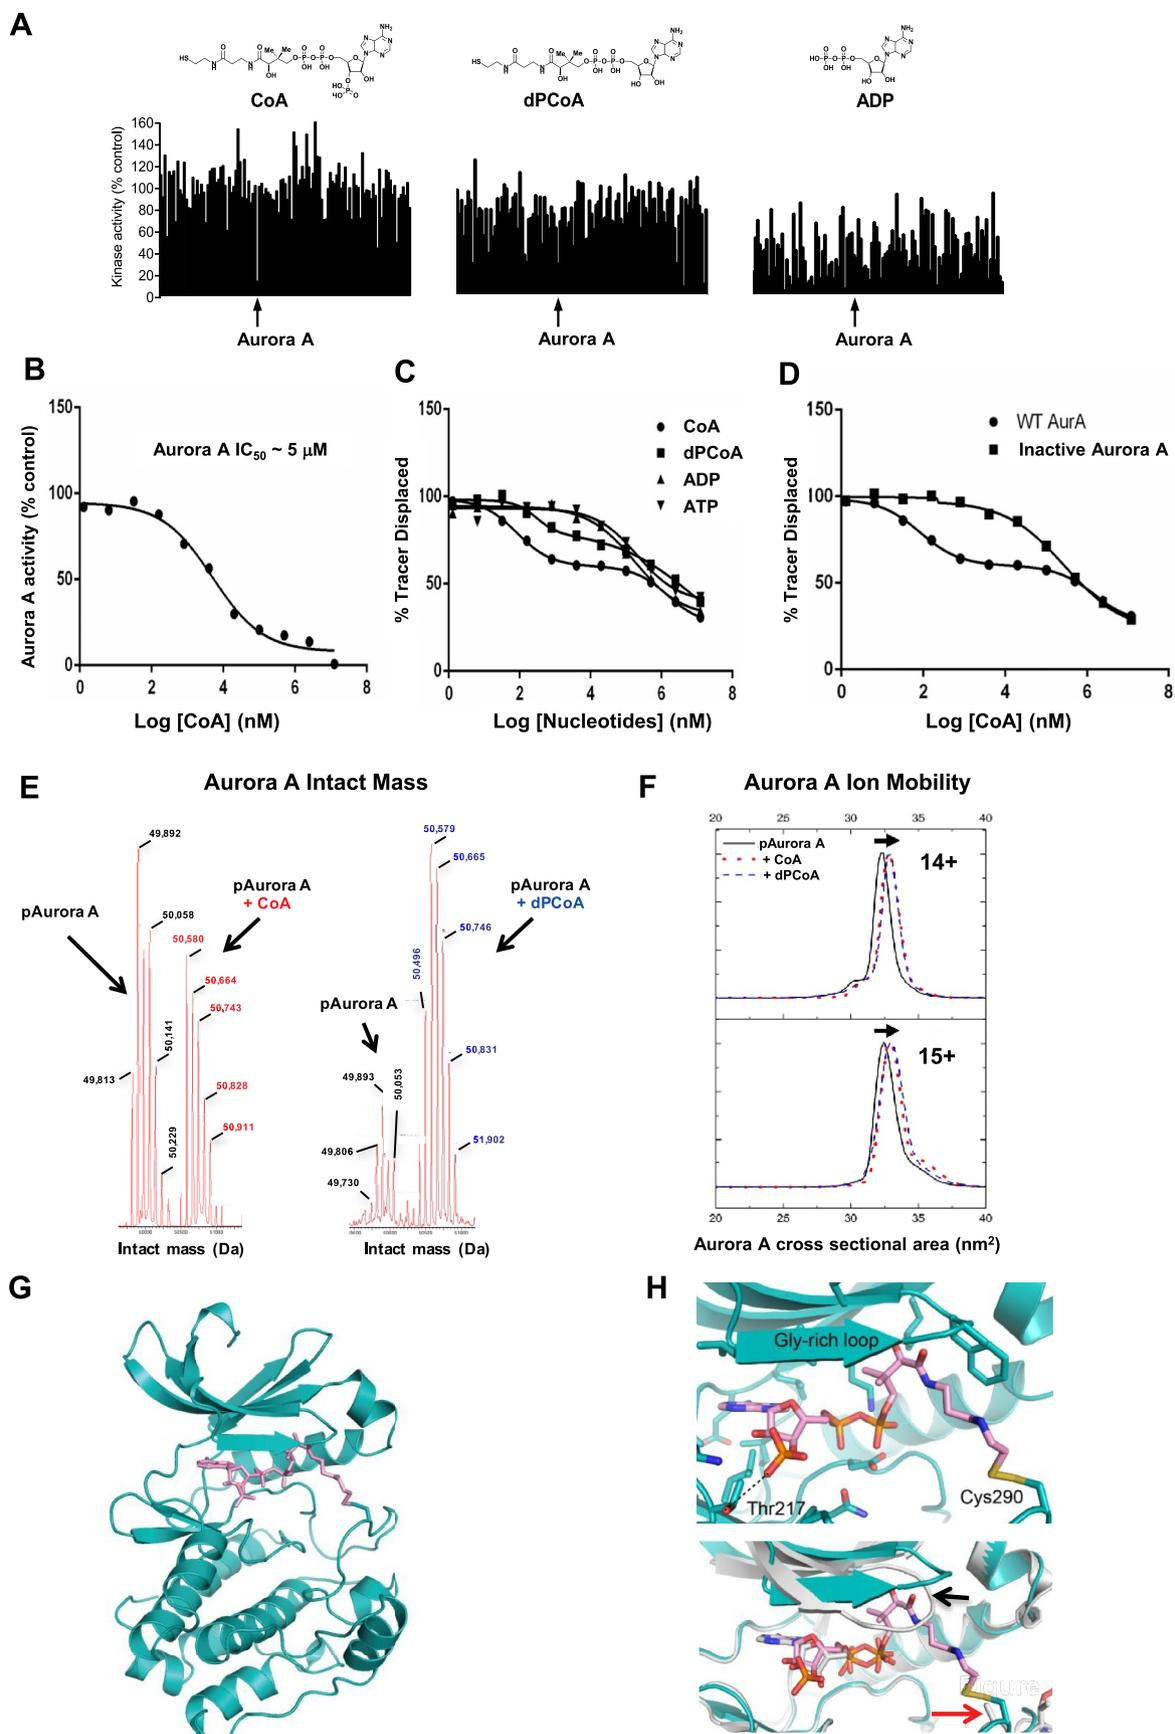 A
CoA
dPCoA
ADP
Kinase activity (% control)
160
140
120
100
80
60
40
20
0
Aurora A
Aurora A
Aurora A
B
Aurora A activity (% control)
150
100
50
0
Aurora A IC50 ~ 5 μM
0 2 4 6 8
Log [CoA] (nM)
C
% Tracer Displaced
150
100
50
0
CoA
dPCoA
ADP
ATP
0 2 4 6 8
Log [Nucleotides] (nM)
D
% Tracer Displaced
150
100
50
0
WT AurA
Inactive Aurora A
0 2 4 6 8
Log [CoA] (nM)
E
Aurora A Intact Mass
49,892
pAurora A
+ CoA
pAurora A
50,058
50,580
50,664
50,743
50,141
49,813
50,828
50,911
50,229
Intact mass (Da)
50,579
50,665
pAurora A
+ dPCoA
50,746
50,496
pAurora A
50,831
49,893
50,053
49,806
51,902
49,730
Intact mass (Da)
F
Aurora A Ion Mobility
20 25 30 35 40
pAurora A
+ CoA
+ dPCoA
14+
15+
20 25 30 35 40
Aurora A cross sectional area (nm2)
G
H
Gly-rich loop
Thr217
Cys290
Figure